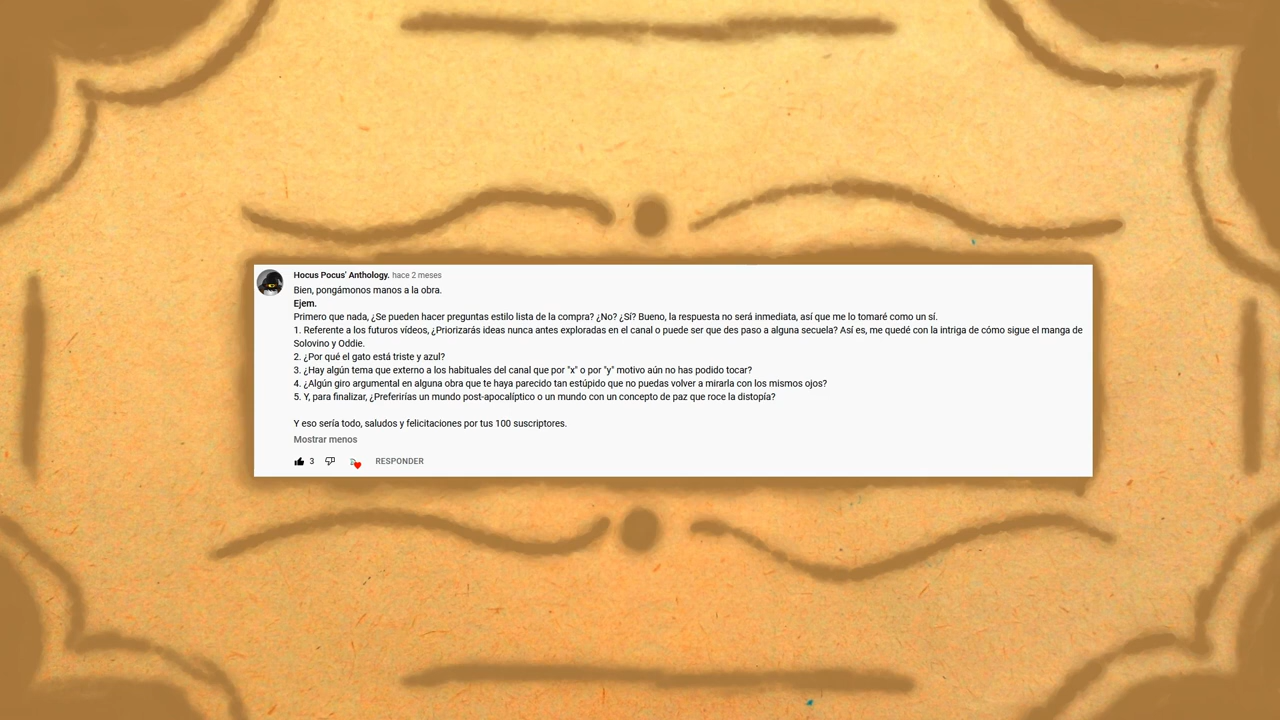 Hocus Pocus' Anthology. hace 2 meses
Bien, pongámonos manos a la obra.
Ejem.
Primero que nada, ¿Se pueden hacer preguntas estilo lista de la compra? ¿No? ¿Sí? Bueno, la respuesta no será inmediata, así que me lo tomaré como un sí.
1. Referente a los futuros vídeos, ¿Priorizarás ideas nunca antes exploradas en el canal o puede ser que des paso a alguna secuela? Así es, me quedé con la intriga de cómo sigue el manga de
Solovino y Oddie.
2. ¿Por qué el gato está triste y azul?
3. ¿Hay algún tema que externo a los habituales del canal que por "x" o por "y" motivo aún no has podido tocar?
4. ¿Algún giro argumental en alguna obra que te haya parecido tan estúpido que no puedas volver a mirarla con los mismos ojos?
5. Y, para finalizar, ¿Preferirías un mundo post-apocalíptico o un mundo con un concepto de paz que roce la distopía?
Y eso sería todo, saludos y felicitaciones por tus 100 suscriptores.
Mostrar menos
3 RESPONDER